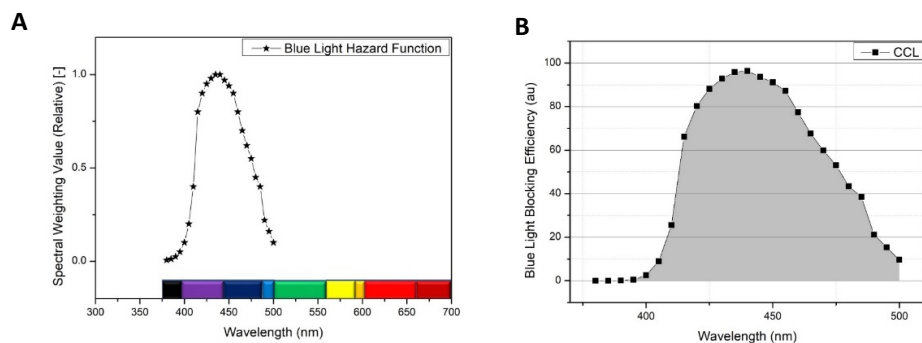 A
Blue Light Hazard Function
Spectral Weighting Value (Relative) [-]
1.0
0.5
0.0
300 350 400 450 500 550 600 650 700
Wavelength (nm)
B
CCL
Blue Light Blocking Efficiency (au)
100
80
60
40
20
0
400 450 500
Wavelength (nm)